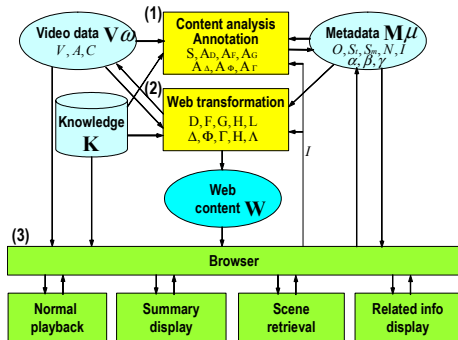 (1)
Video data Vω
V, A, C
Content analysis
Annotation
S, AD, AF, AG
AΔ, AΦ, AΓ
Metadata Mμ
O, St, Sm, N, I
α, β, γ
(2)
Knowledge
K
Web transformation
D, F, G, H, L
Δ, Φ, Γ, H, Λ
I
Web
content W
(3)
Browser
Normal
playback
Summary
display
Scene
retrieval
Related info
display